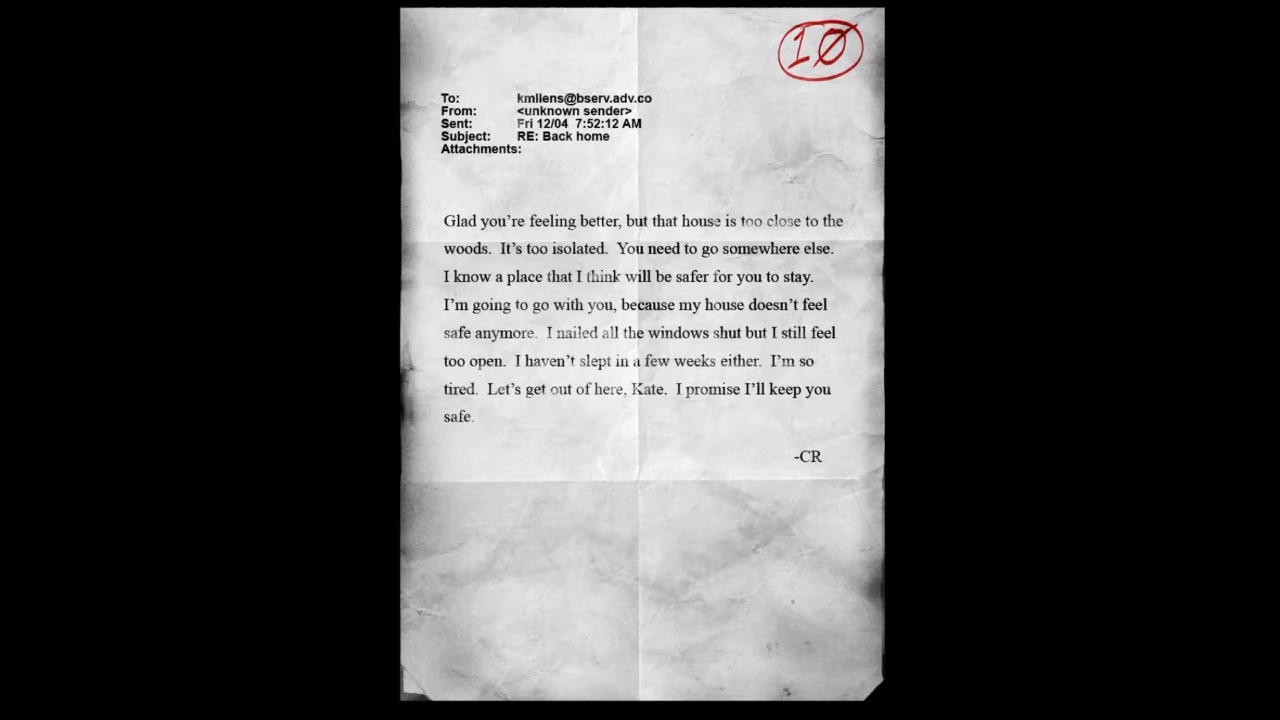 1Ø
To: kmllens@bserv.adv.co
From: <unknown sender>
Sent: Fri 12/04 7:52:12 AM
Subject: RE: Back home
Attachments:
Glad you're feeling better, but that house is too close to the
woods. It's too isolated. You need to go somewhere else.
I know a place that I think will be safer for you to stay.
I'm going to go with you, because my house doesn't feel
safe anymore. I nailed all the windows shut but I still feel
too open. I haven't slept in a few weeks either. I'm so
tired. Let's get out of here, Kate. I promise I'll keep you
safe.
-CR